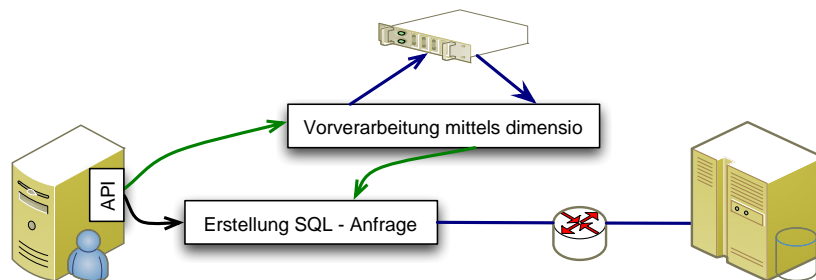 Vorverarbeitung mittels dimensio
API
Erstellung SQL - Anfrage